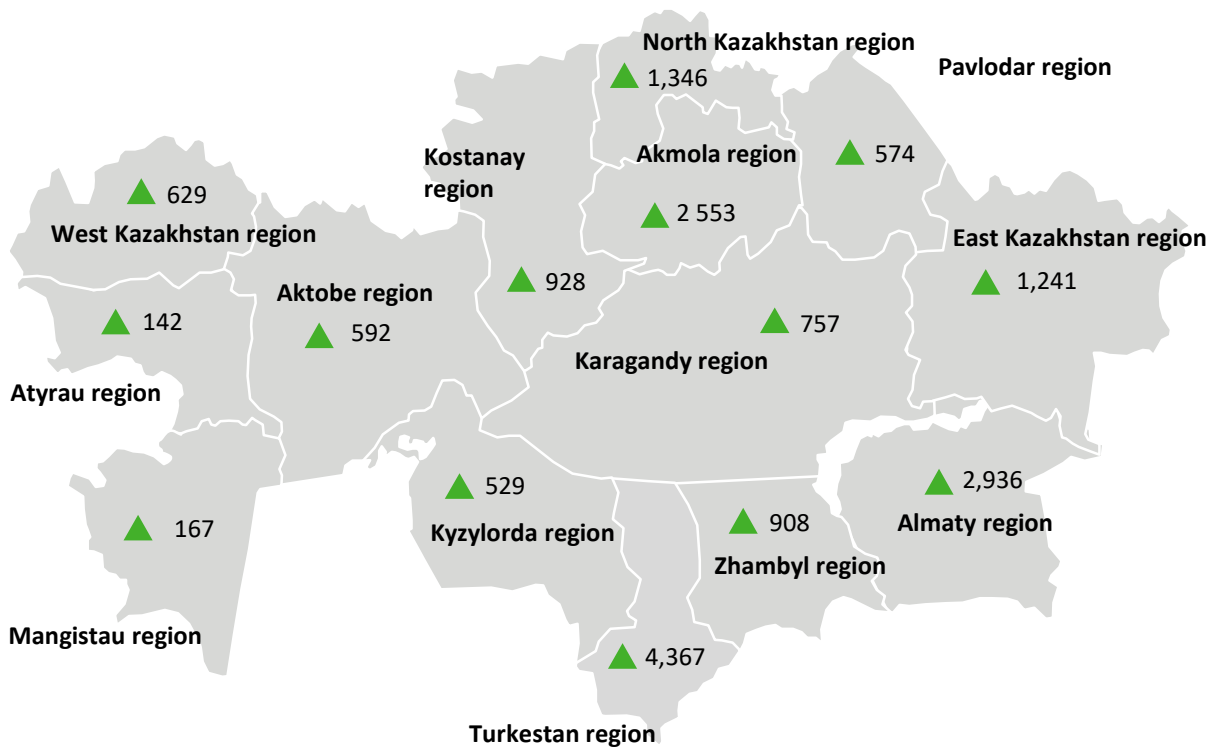 North Kazakhstan region
1,346
Pavlodar region
Kostanay
region
Akmola region
574
629
2 553
West Kazakhstan region
East Kazakhstan region
928
1,241
Aktobe region
142
592
757
Karagandy region
Atyrau region
529
2,936
Kyzylorda region
908
Almaty region
167
Zhambyl region
Mangistau region
4,367
Turkestan region